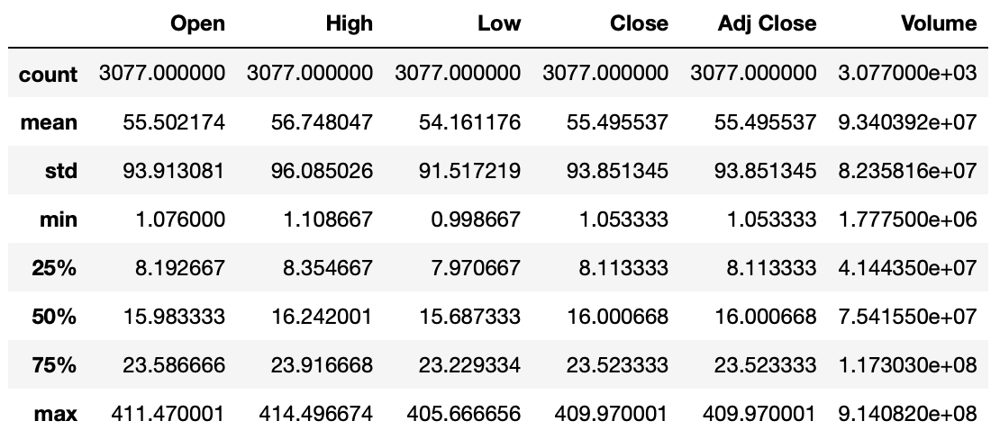 Open High Low Close Adj Close Volume
count 3077.000000 3077.000000 3077.000000 3077.000000 3077.000000 3.077000e+03
mean 55.502174 56.748047 54.161176 55.495537 55.495537 9.340392e+07
std 93.913081 96.085026 91.517219 93.851345 93.851345 8.235816e+07
min 1.076000 1.108667 0.998667 1.053333 1.053333 1.777500e+06
25% 8.192667 8.354667 7.970667 8.113333 8.113333 4.144350e+07
50% 15.983333 16.242001 15.687333 16.000668 16.000668 7.541550e+07
75% 23.586666 23.916668 23.229334 23.523333 23.523333 1.173030e+08
max 411.470001 414.496674 405.666656 409.970001 409.970001 9.140820e+08